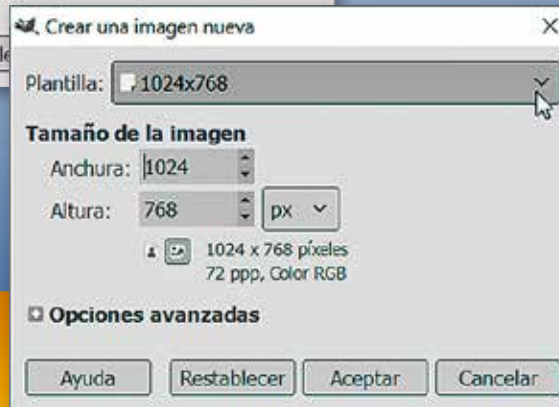 Crear una imagen nueva
Plantilla: 1024x768
Tamaño de la imagen
Anchura: 1024
Altura: 768 px
1024 x 768 píxeles
72 ppp, Color RGB
Opciones avanzadas
Ayuda Restablecer Aceptar Cancelar